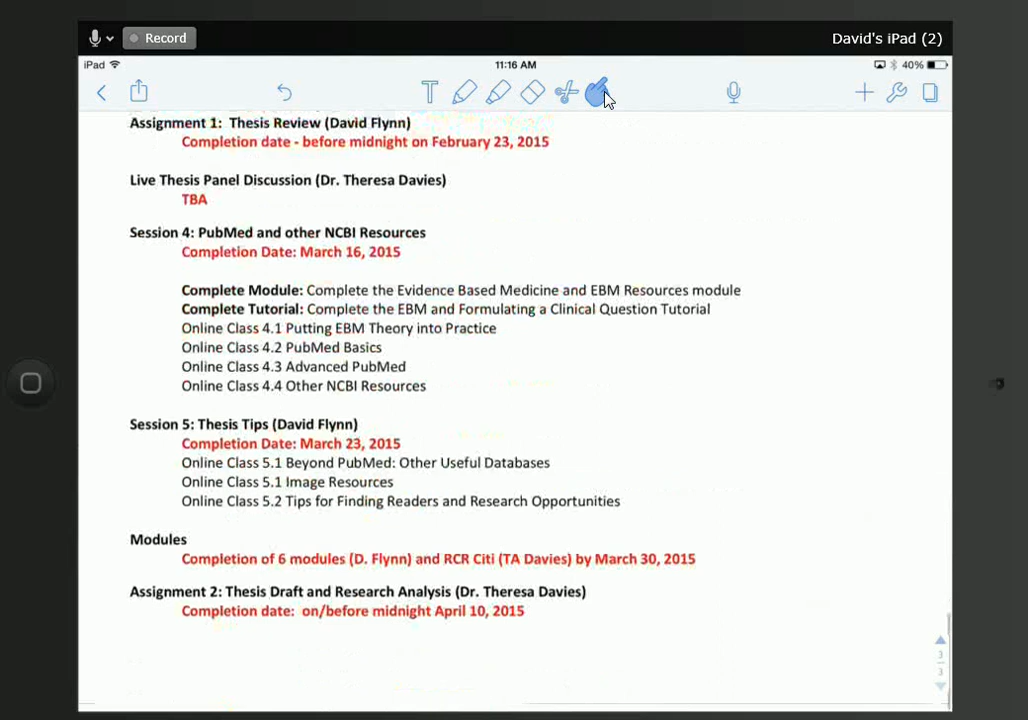 Record
David's iPad (2)
iPad
11:16 AM
40%
T
Assignment 1: Thesis Review (David Flynn)
Completion date - before midnight on February 23, 2015
Live Thesis Panel Discussion (Dr. Theresa Davies)
TBA
Session 4: PubMed and other NCBI Resources
Completion Date: March 16, 2015
Complete Module: Complete the Evidence Based Medicine and EBM Resources module
Complete Tutorial: Complete the EBM and Formulating a Clinical Question Tutorial
Online Class 4.1 Putting EBM Theory into Practice
Online Class 4.2 PubMed Basics
Online Class 4.3 Advanced PubMed
Online Class 4.4 Other NCBI Resources
Session 5: Thesis Tips (David Flynn)
Completion Date: March 23, 2015
Online Class 5.1 Beyond PubMed: Other Useful Databases
Online Class 5.1 Image Resources
Online Class 5.2 Tips for Finding Readers and Research Opportunities
Modules
Completion of 6 modules (D. Flynn) and RCR Citi (TA Davies) by March 30, 2015
Assignment 2: Thesis Draft and Research Analysis (Dr. Theresa Davies)
Completion date: on/before midnight April 10, 2015
3
3